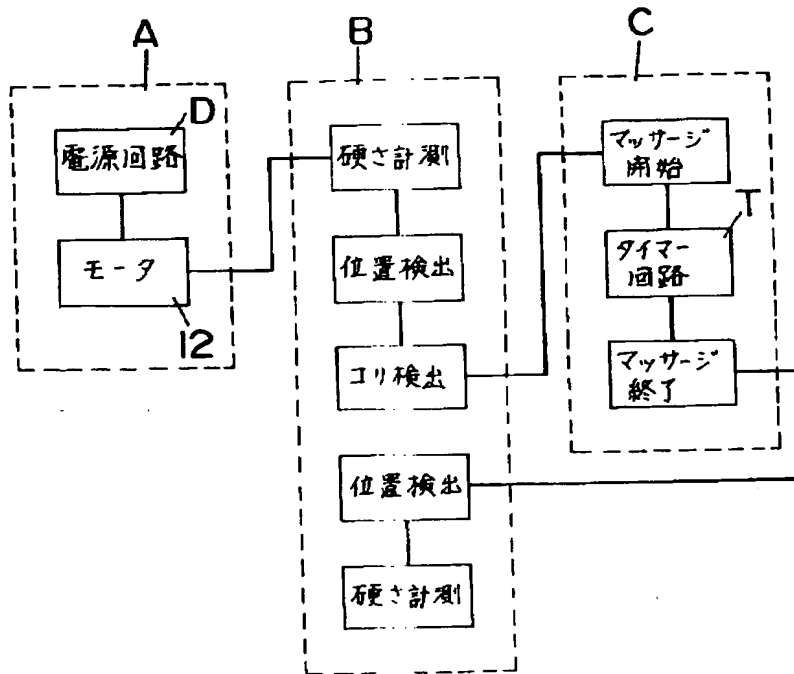 A
D
電源回路
モータ
12
B
硬さ計測
位置検出
コリ検出
位置検出
硬さ計測
C
マッサージ
開始
T
タイマー
回路
マッサージ
終了